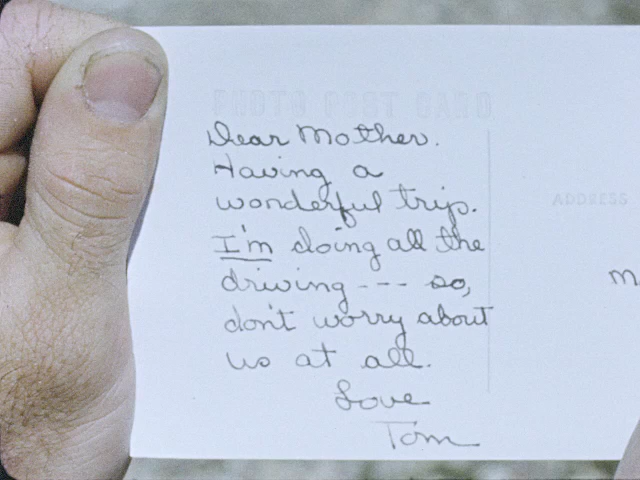 PHOTO POST CARD
Dear Mother.
Having a
wonderful trip.
I'm doing all the
driving --- so,
don't worry about
us at all.
Love
Tom
ADDRESS
M